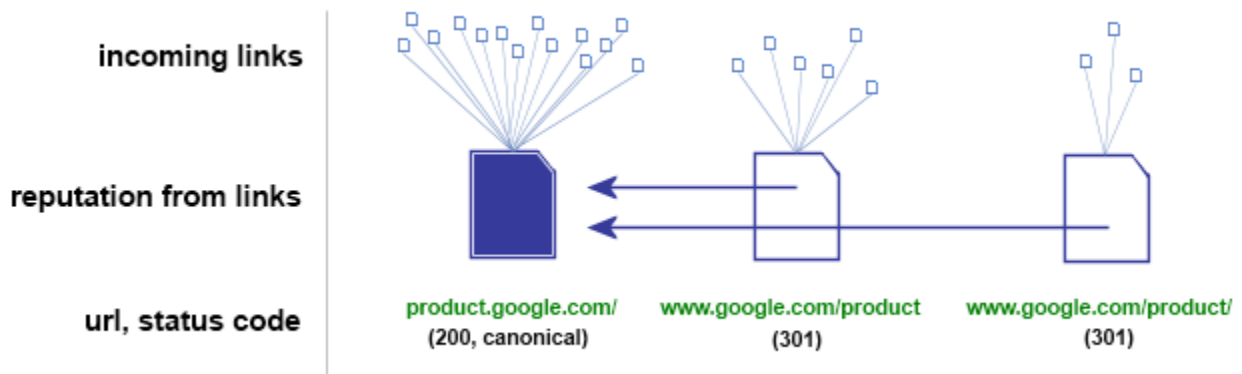 incoming links
reputation from links
url, status code
product.google.com/
(200, canonical)
www.google.com/product
(301)
www.google.com/product/
(301)